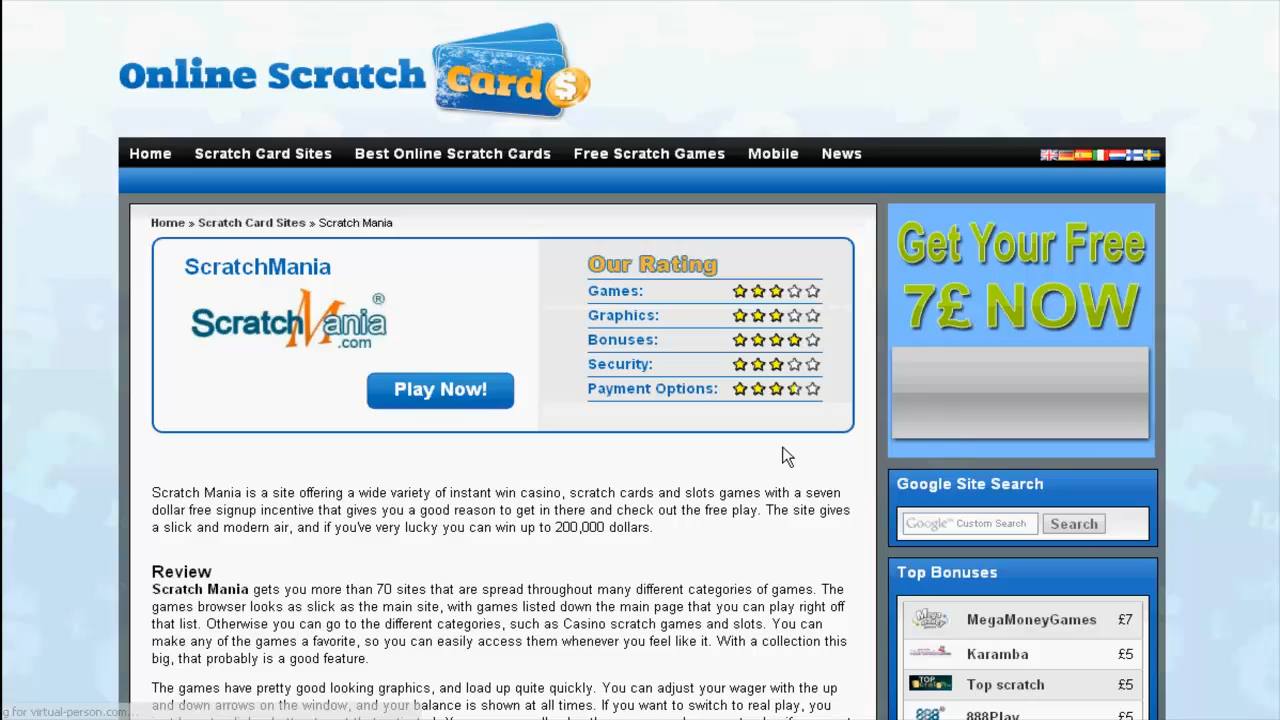 Online Scratch Card $
Home Scratch Card Sites Best Online Scratch Cards Free Scratch Games Mobile News
Home » Scratch Card Sites » Scratch Mania
ScratchMania
ScratchMania®
.com
Play Now!
Our Rating
Games:
Graphics:
Bonuses:
Security:
Payment Options:
Scratch Mania is a site offering a wide variety of instant win casino, scratch cards and slots games with a seven
dollar free signup incentive that gives you a good reason to get in there and check out the free play. The site gives
a slick and modern air, and if you've very lucky you can win up to 200,000 dollars.
Review
Scratch Mania gets you more than 70 sites that are spread throughout many different categories of games. The
games browser looks as slick as the main site, with games listed down the main page that you can play right off
that list. Otherwise you can go to the different categories, such as Casino scratch games and slots. You can
make any of the games a favorite, so you can easily access them whenever you feel like it. With a collection this
big, that probably is a good feature.
The games have pretty good looking graphics, and load up quite quickly. You can adjust your wager with the up
and down arrows on the window, and your balance is shown at all times. If you want to switch to real play, you
Get Your Free
7£ NOW
Google Site Search
Google™ Custom Search Search
Top Bonuses
MegaMoneyGames £7
Karamba £5
Top scratch £5
888 888Play £5
g for virtual-person.com...